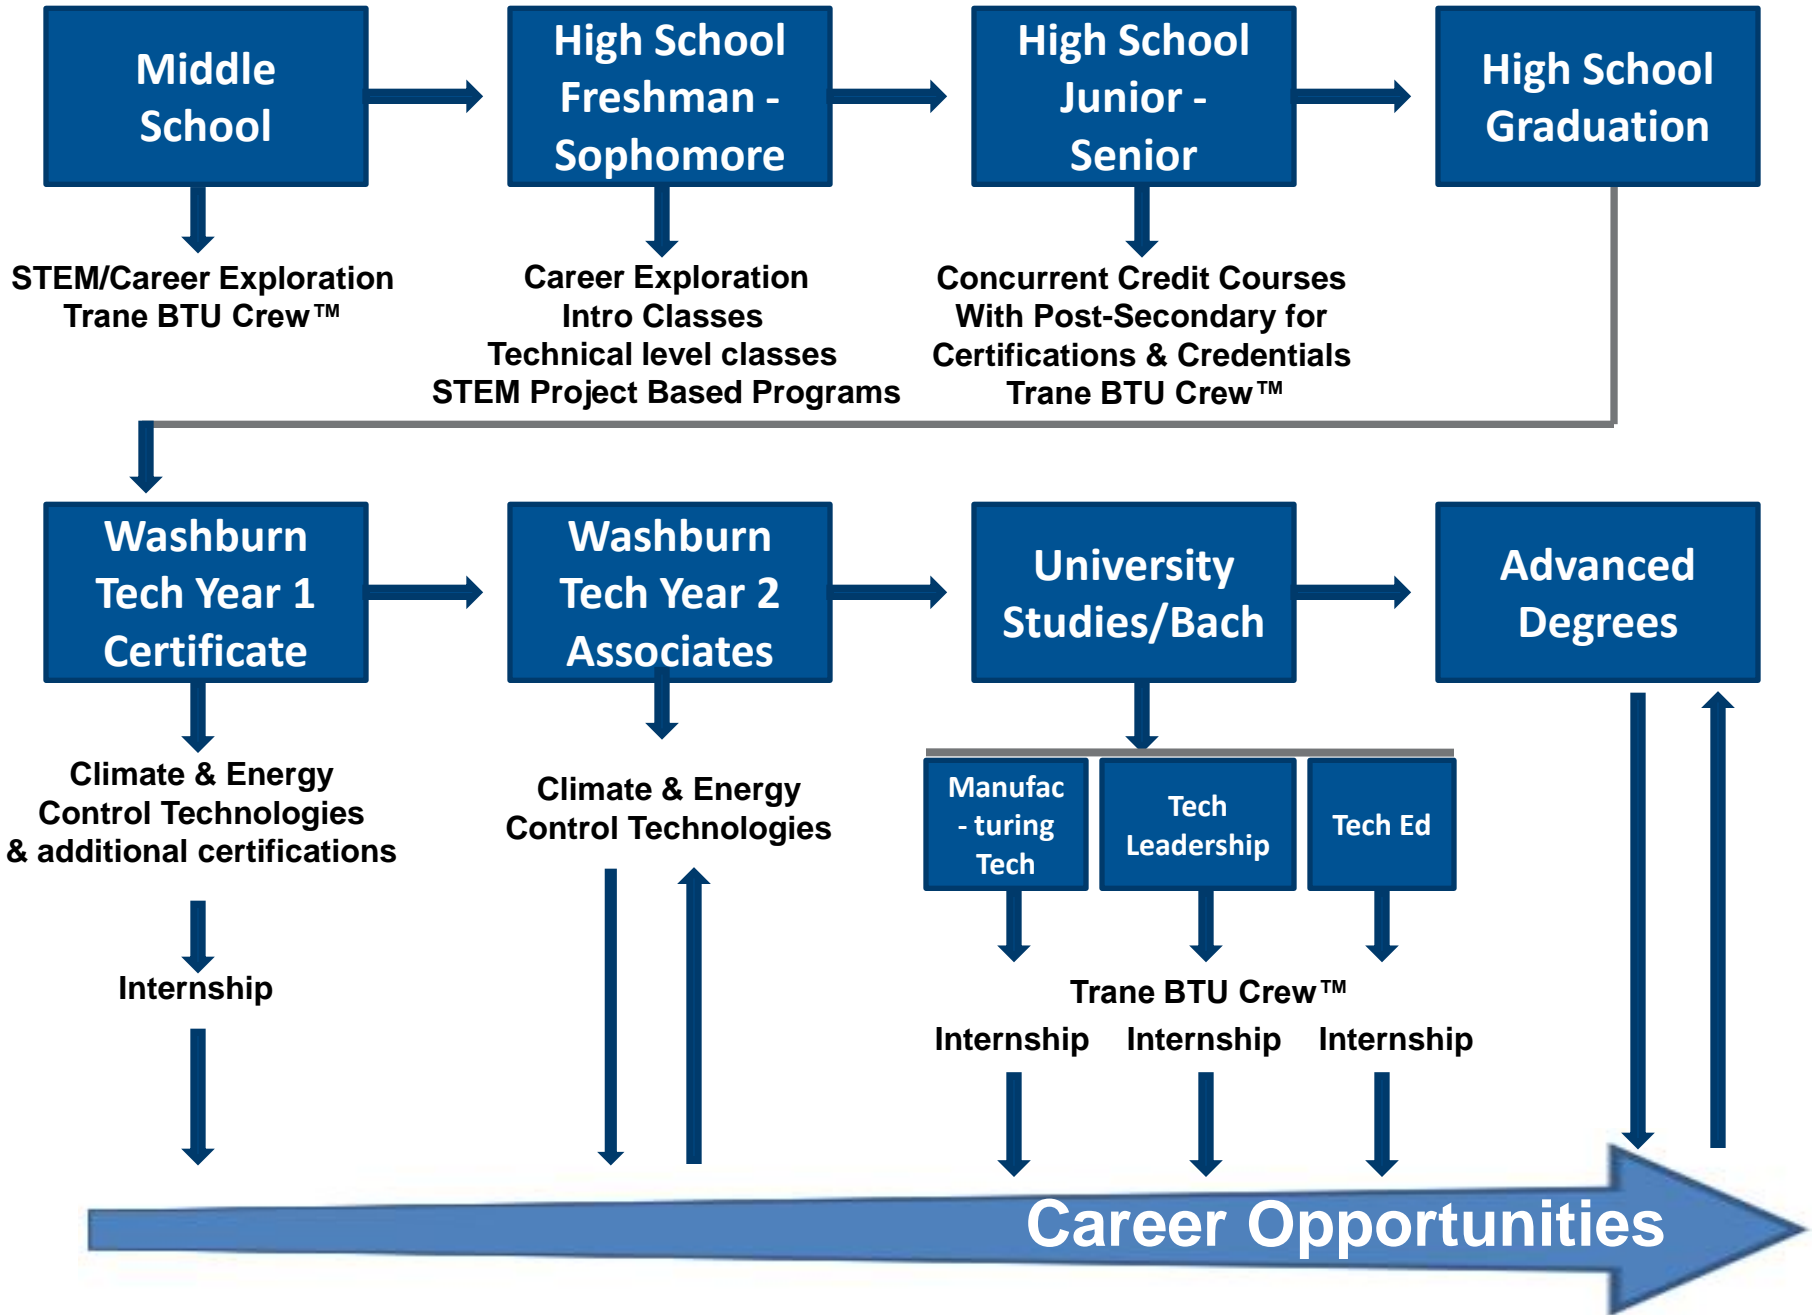 Middle
School
High School
Freshman -
Sophomore
High School
Junior -
Senior
High School
Graduation
STEM/Career Exploration
Trane BTU Crew™
Career Exploration
Intro Classes
Technical level classes
STEM Project Based Programs
Concurrent Credit Courses
With Post-Secondary for
Certifications & Credentials
Trane BTU Crew™
Washburn
Tech Year 1
Certificate
Washburn
Tech Year 2
Associates
University
Studies/Bach
Advanced
Degrees
Climate & Energy
Control Technologies
& additional certifications
Climate & Energy
Control Technologies
Manufac
- turing
Tech
Tech
Leadership
Tech Ed
Internship
Trane BTU Crew™
Internship
Internship
Internship
Career Opportunities